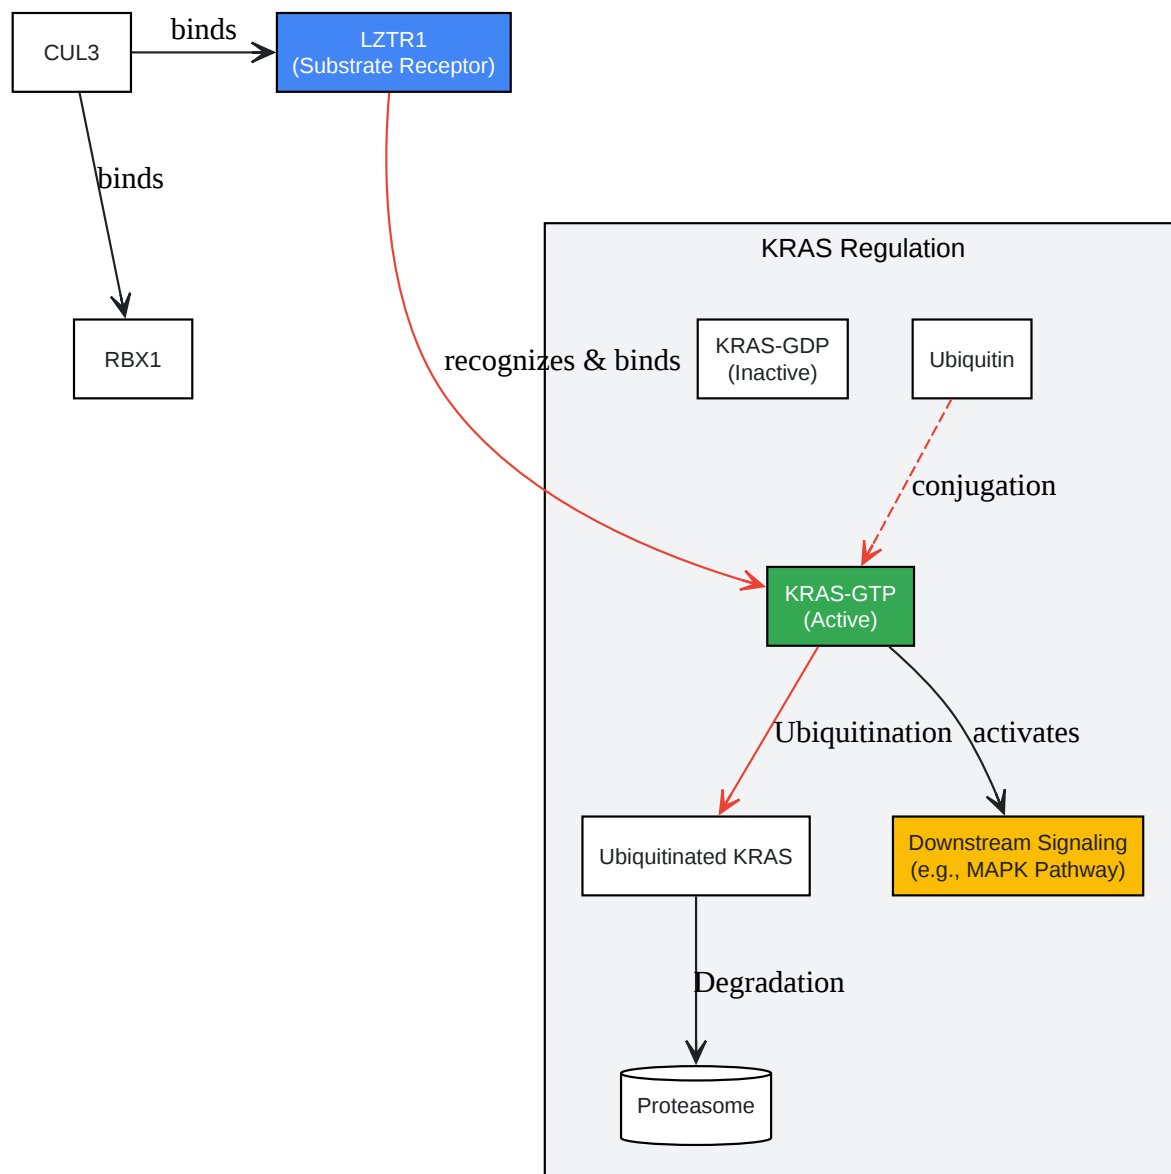 binds
CUL3
LZTR1
(Substrate Receptor)
binds
KRAS Regulation
RBX1
recognizes & binds
KRAS-GDP
(Inactive)
Ubiquitin
conjugation
KRAS-GTP
(Active)
Ubiquitination
activates
Ubiquitinated KRAS
Downstream Signaling
(e.g., MAPK Pathway)
Degradation
Proteasome